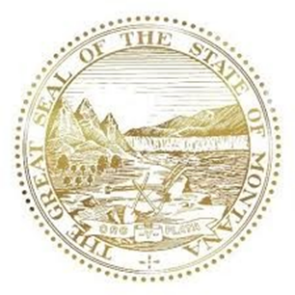 THE GREAT SEAL OF THE STATE OF MONTANA
ORO PLATA